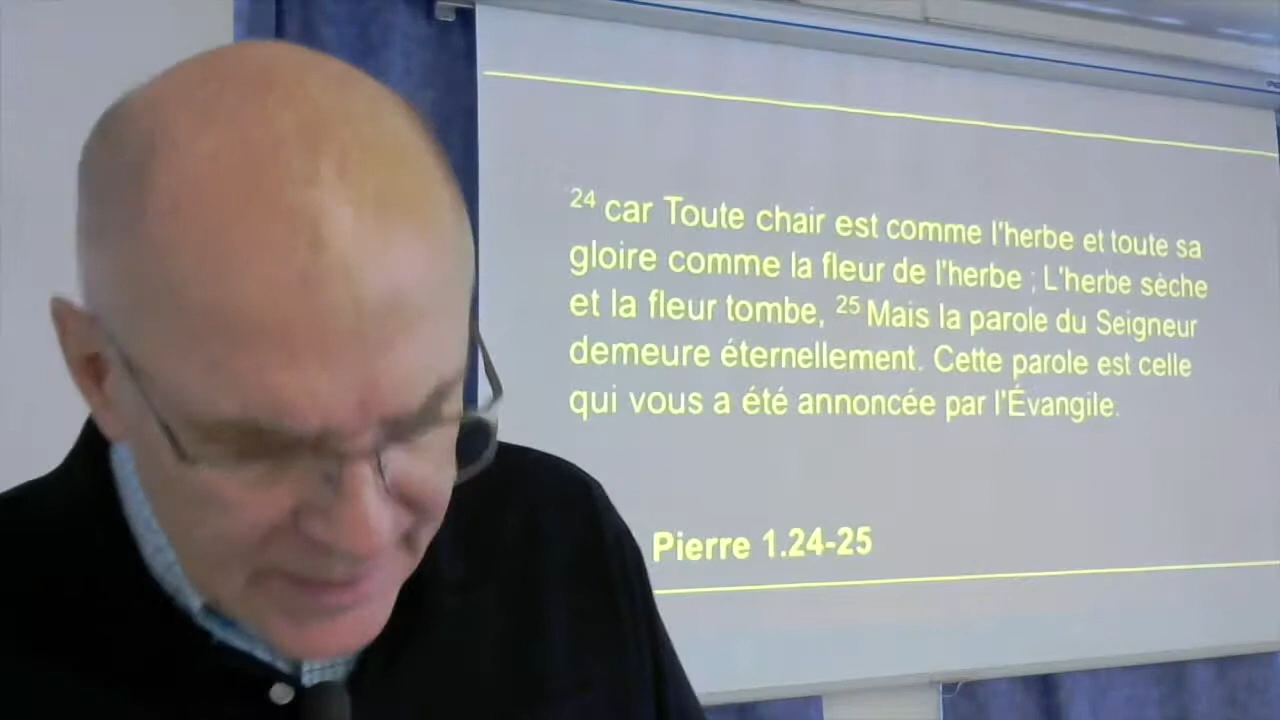 24 car Toute chair est comme l'herbe et toute sa
gloire comme la fleur de l'herbe ; L'herbe sèche
et la fleur tombe, 25 Mais la parole du Seigneur
demeure éternellement. Cette parole est celle
qui vous a été annoncée par l'Évangile.
Pierre 1.24-25